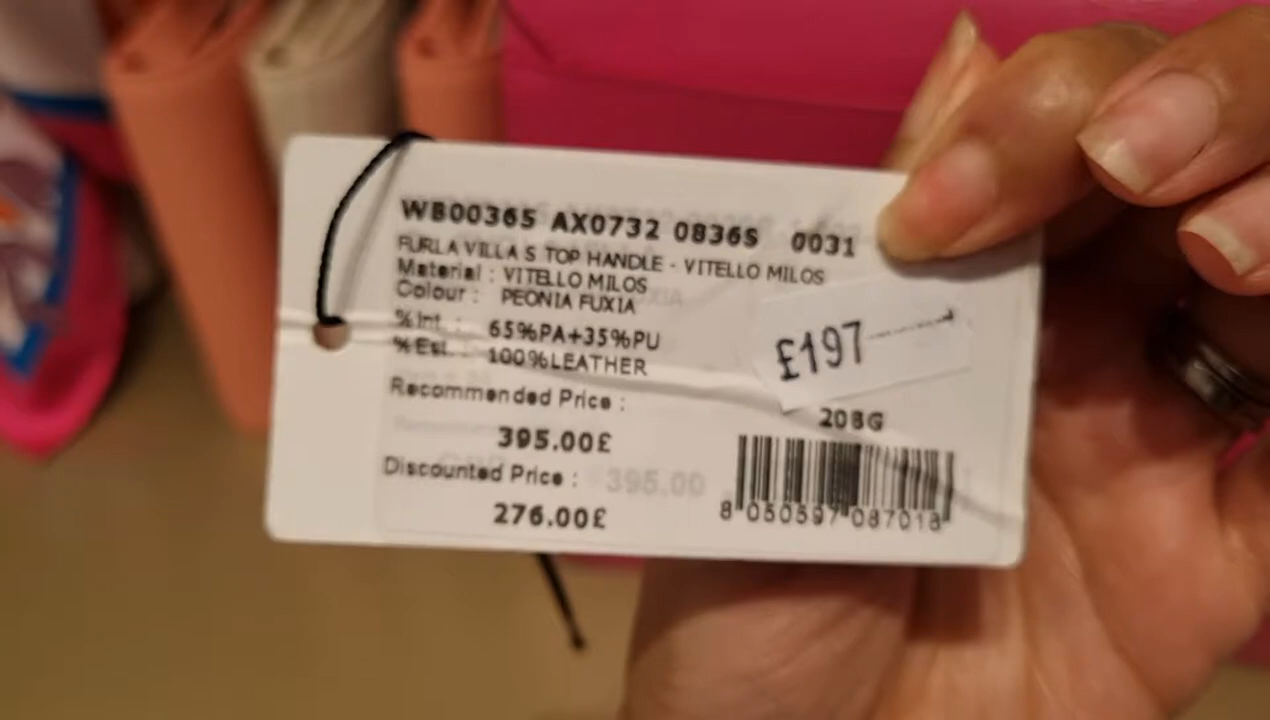 WB00365 AX0732 0836S 0031
FURLA VILLA S TOP HANDLE - VITELLO MILOS
Material : VITELLO MILOS
Colour : PEONIA FUXIA
% Int. : 65%PA+35%PU
% Est. : 100%LEATHER
£197
Recommended Price :
395.00£
20BG
Discounted Price : 395.00
276.00£
8 050597 087018